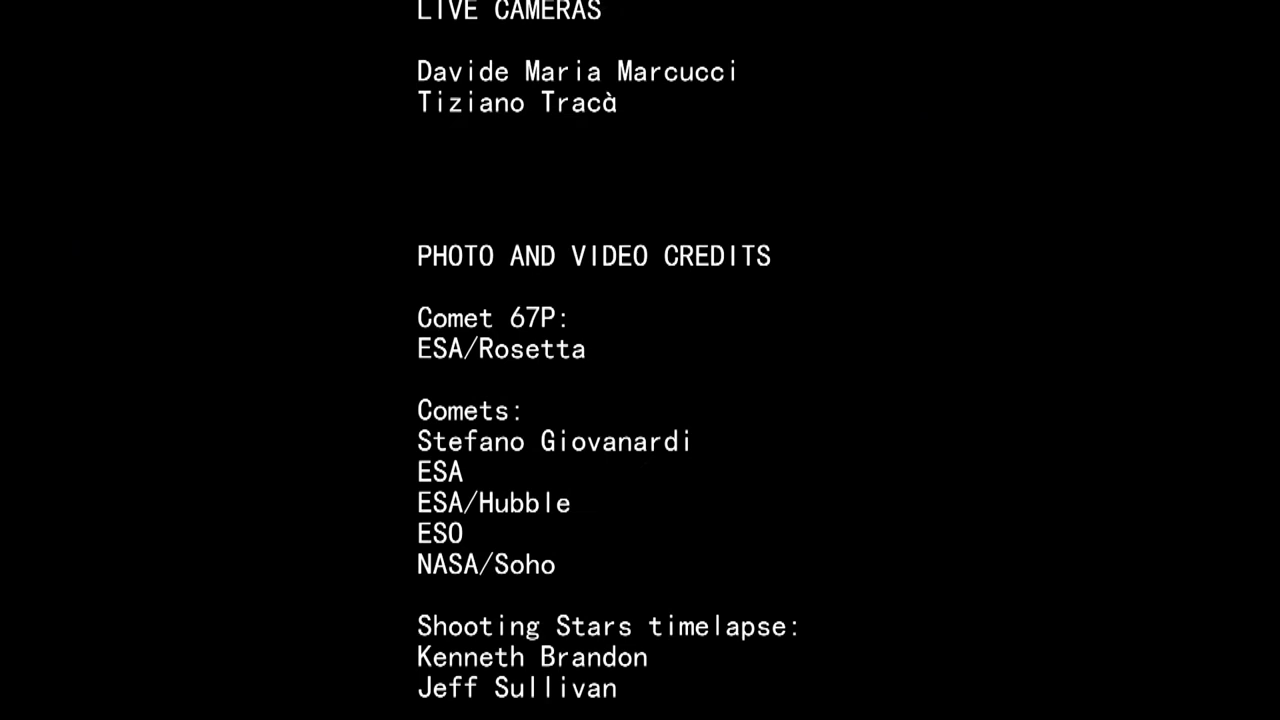 LIVE CAMERAS
Davide Maria Marcucci
Tiziano Tracà
PHOTO AND VIDEO CREDITS
Comet 67P:
ESA/Rosetta
Comets:
Stefano Giovanardi
ESA
ESA/Hubble
ESO
NASA/Soho
Shooting Stars timelapse:
Kenneth Brandon
Jeff Sullivan